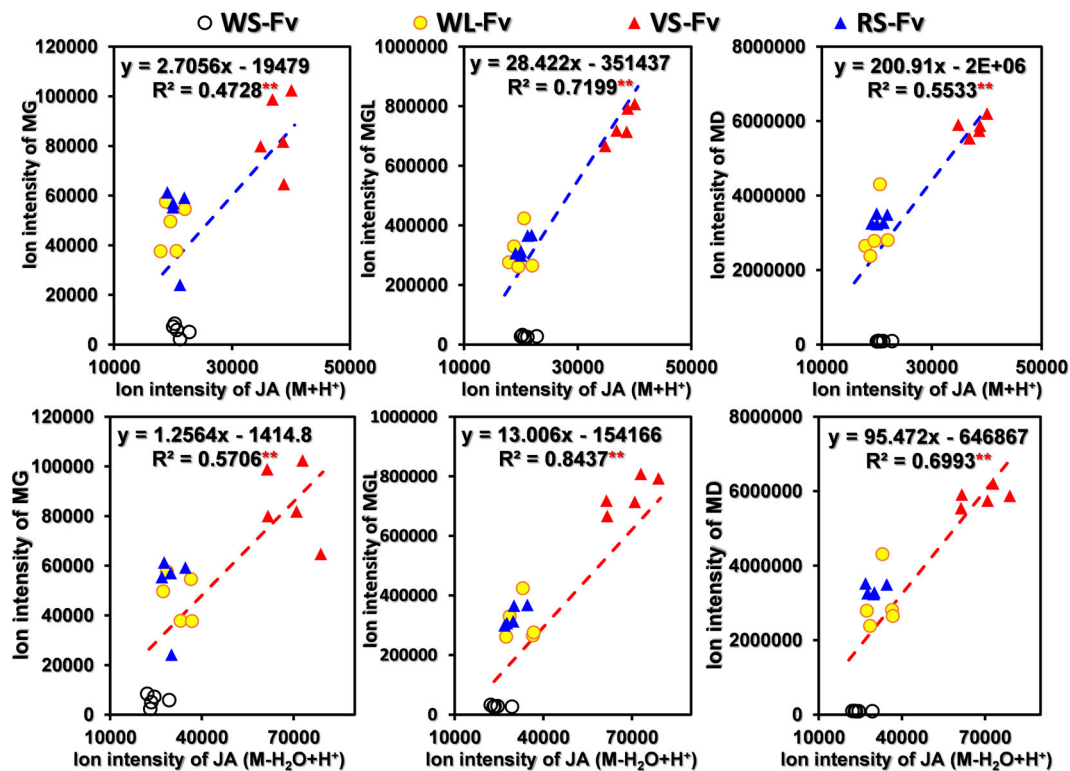 WS-Fv WL-Fv VS-Fv RS-Fv
Ion intensity of MG
120000
100000
80000
60000
40000
20000
0
y = 2.7056x - 19479
R² = 0.4728**
10000 30000 50000
Ion intensity of JA (M+H⁺)
Ion intensity of MGL
1000000
800000
600000
400000
200000
0
y = 28.422x - 351437
R² = 0.7199**
10000 30000 50000
Ion intensity of JA (M+H⁺)
Ion intensity of MD
8000000
6000000
4000000
2000000
0
y = 200.91x - 2E+06
R² = 0.5533**
10000 30000 50000
Ion intensity of JA (M+H⁺)
Ion intensity of MG
120000
100000
80000
60000
40000
20000
0
y = 1.2564x - 1414.8
R² = 0.5706**
10000 40000 70000
Ion intensity of JA (M-H₂O+H⁺)
Ion intensity of MGL
1000000
800000
600000
400000
200000
0
y = 13.006x - 154166
R² = 0.8437**
10000 40000 70000
Ion intensity of JA (M-H₂O+H⁺)
Ion intensity of MD
8000000
6000000
4000000
2000000
0
y = 95.472x - 646867
R² = 0.6993**
10000 40000 70000
Ion intensity of JA (M-H₂O+H⁺)